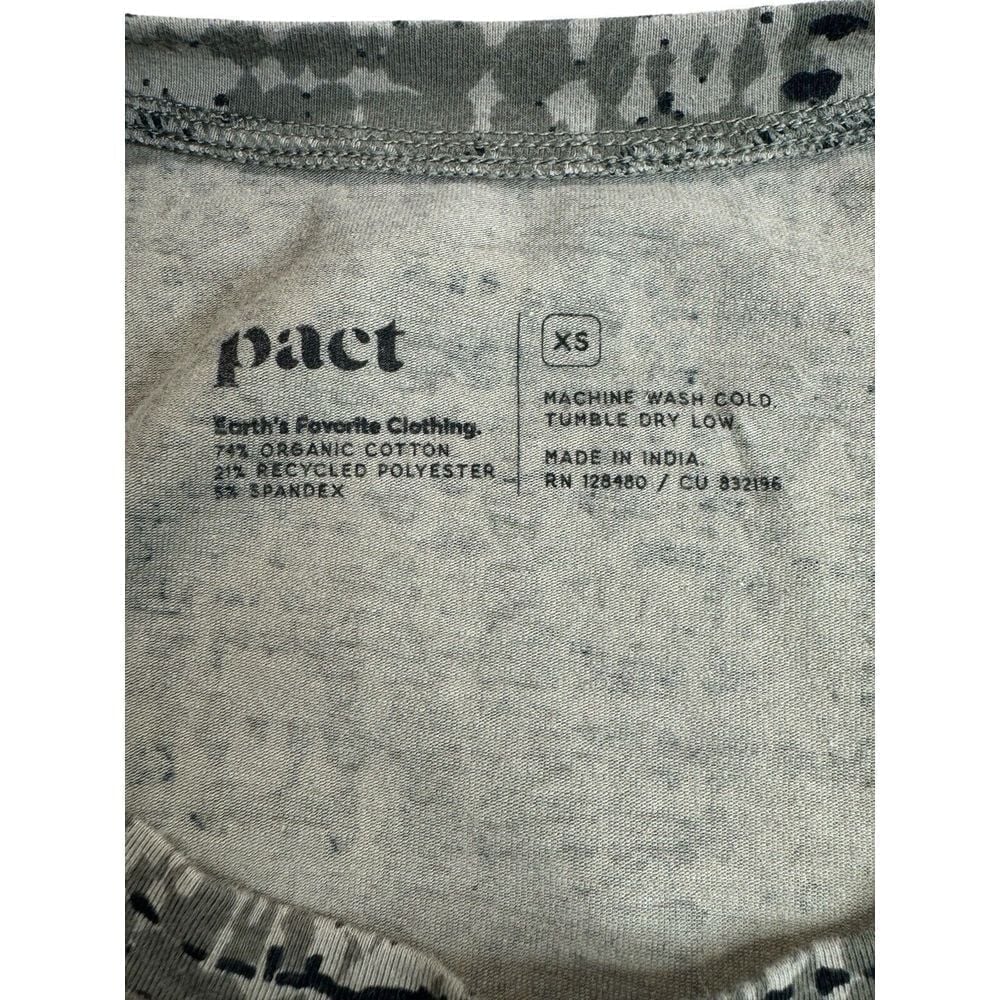 pact
Earth's Favorite Clothing.
74% ORGANIC COTTON
21% RECYCLED POLYESTER
5% SPANDEX
XS
MACHINE WASH COLD.
TUMBLE DRY LOW.
MADE IN INDIA.
RN 128480 / CU 832196